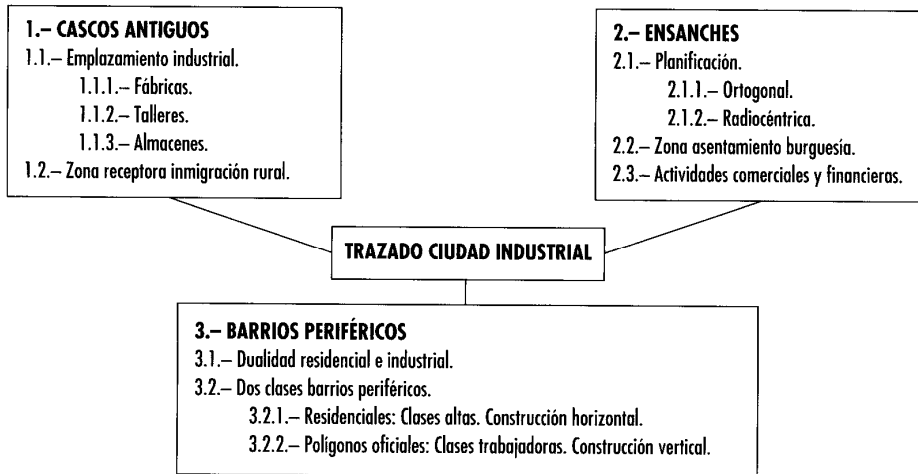 1.– CASCOS ANTIGUOS
1.1.– Emplazamiento industrial.
1.1.1.– Fábricas.
1.1.2.– Talleres.
1.1.3.– Almacenes.
1.2.– Zona receptora inmigración rural.
2.– ENSANCHES
2.1.– Planificación.
2.1.1.– Ortogonal.
2.1.2.– Radiocéntrica.
2.2.– Zona asentamiento burguesía.
2.3.– Actividades comerciales y financieras.
TRAZADO CIUDAD INDUSTRIAL
3.– BARRIOS PERIFÉRICOS
3.1.– Dualidad residencial e industrial.
3.2.– Dos clases barrios periféricos.
3.2.1.– Residenciales: Clases altas. Construcción horizontal.
3.2.2.– Polígonos oficiales: Clases trabajadoras. Construcción vertical.